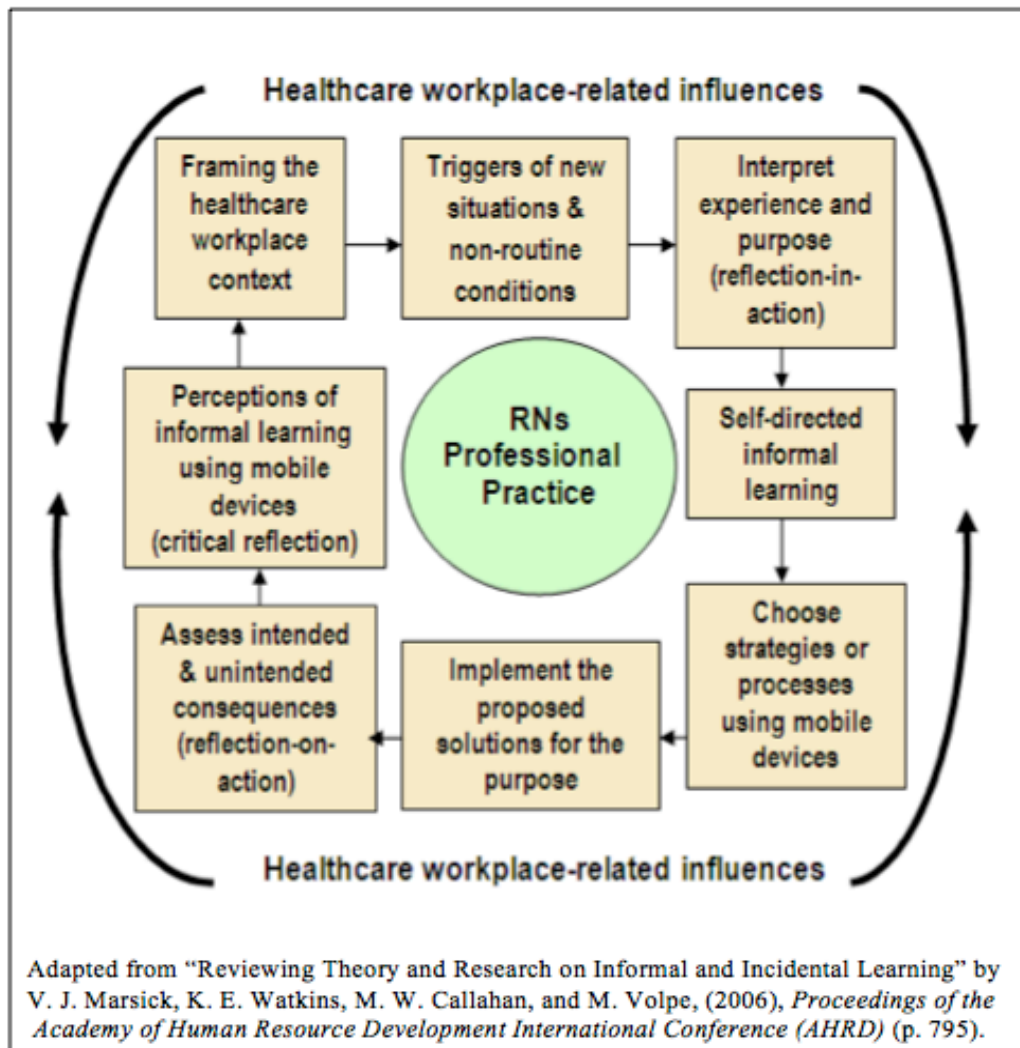 Healthcare workplace-related influences
Framing the
healthcare
workplace
context
Triggers of new
situations &
non-routine
conditions
Interpret
experience and
purpose
(reflection-in-
action)
Self-directed
informal
learning
Choose
strategies or
processes
using mobile
devices
Implement the
proposed
solutions for the
purpose
Assess intended
& unintended
consequences
(reflection-on-
action)
Perceptions of
informal learning
using mobile
devices
(critical reflection)
RNs
Professional
Practice
Healthcare workplace-related influences
Adapted from “Reviewing Theory and Research on Informal and Incidental Learning” by
V. J. Marsick, K. E. Watkins, M. W. Callahan, and M. Volpe, (2006), Proceedings of the
Academy of Human Resource Development International Conference (AHRD) (p. 795).